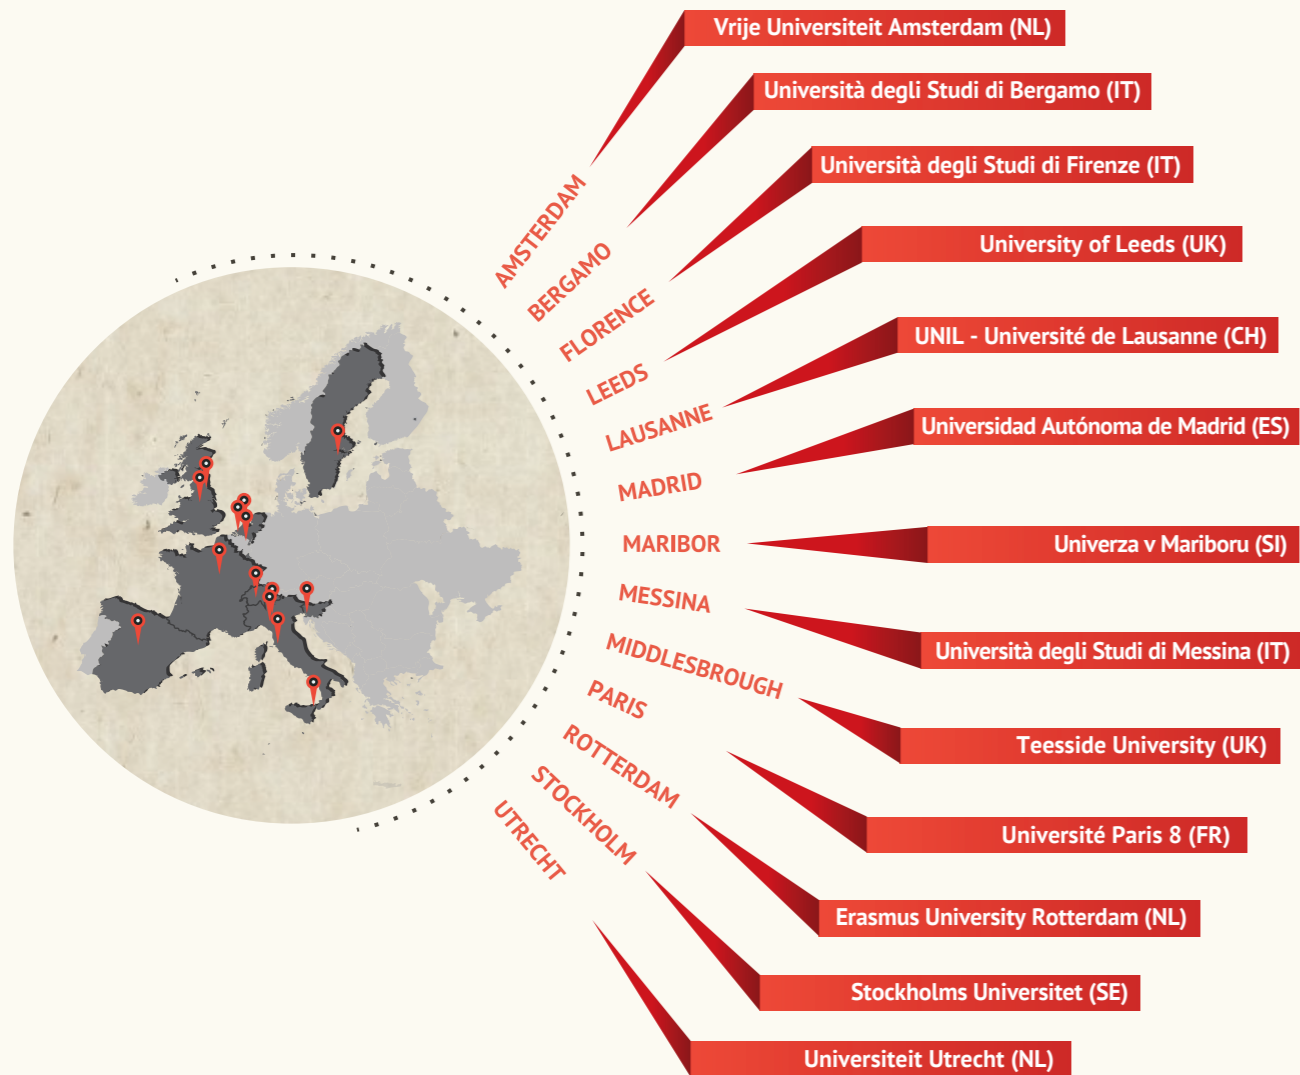 Vrije Universiteit Amsterdam (NL)
Università degli Studi di Bergamo (IT)
Università degli Studi di Firenze (IT)
University of Leeds (UK)
UNIL - Université de Lausanne (CH)
Universidad Autónoma de Madrid (ES)
Univerza v Mariboru (SI)
Università degli Studi di Messina (IT)
Teesside University (UK)
Université Paris 8 (FR)
Erasmus University Rotterdam (NL)
Stockholms Universitet (SE)
Universiteit Utrecht (NL)
AMSTERDAM
BERGAMO
FLORENCE
LEEDS
LAUSANNE
MADRID
MARIBOR
MESSINA
MIDDLESBROUGH
PARIS
ROTTERDAM
STOCKHOLM
UTRECHT